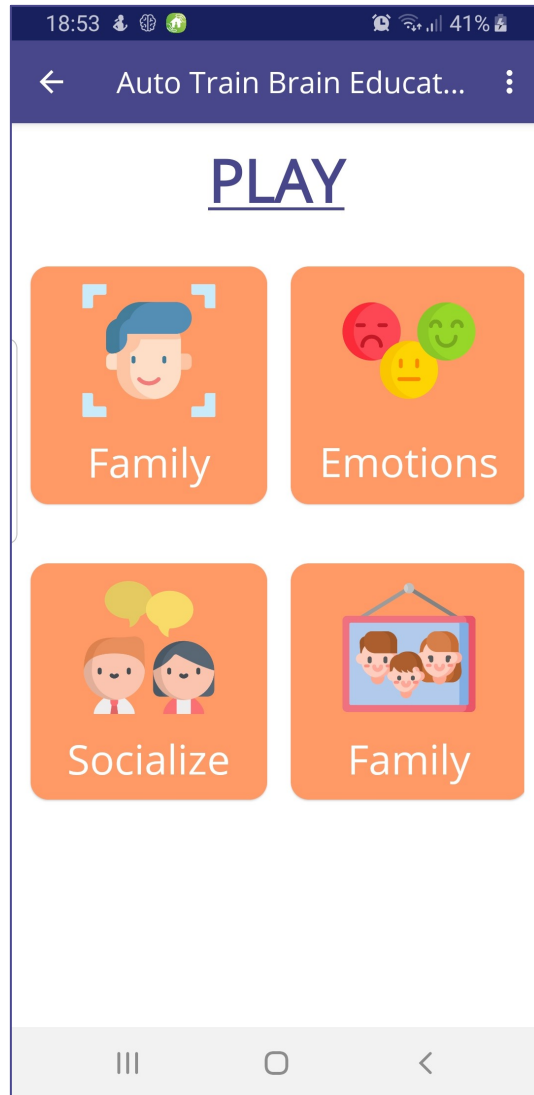 18:53 41%
Auto Train Brain Educat...
PLAY
Family Emotions
Socialize Family